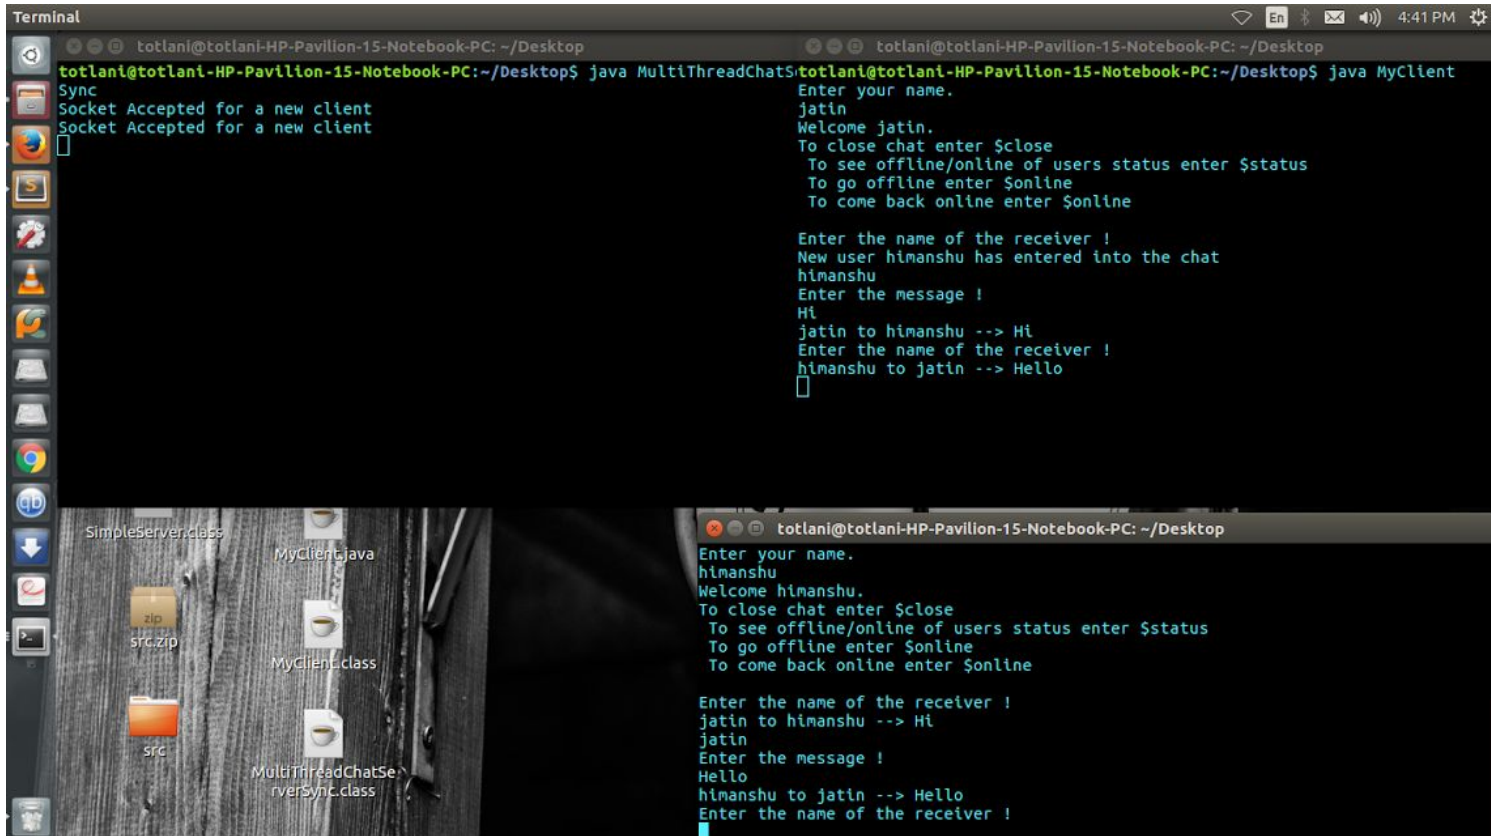 Terminal
En
4:41 PM
totlani@totlani-HP-Pavilion-15-Notebook-PC: ~/Desktop
totlani@totlani-HP-Pavilion-15-Notebook-PC:~/Desktop$ java MultiThreadChatS
Sync
Socket Accepted for a new client
Socket Accepted for a new client
totlani@totlani-HP-Pavilion-15-Notebook-PC: ~/Desktop
totlani@totlani-HP-Pavilion-15-Notebook-PC:~/Desktop$ java MyClient
Enter your name.
jatin
Welcome jatin.
To close chat enter $close
To see offline/online of users status enter $status
To go offline enter $online
To come back online enter $online
Enter the name of the receiver !
New user himanshu has entered into the chat
himanshu
Enter the message !
Hi
jatin to himanshu --> Hi
Enter the name of the receiver !
himanshu to jatin --> Hello
S
qb
SimpleServer.class
MyClient.java
zip
src.zip
MyClient.class
src
MultiThreadChatSe
rverSync.class
totlani@totlani-HP-Pavilion-15-Notebook-PC: ~/Desktop
Enter your name.
himanshu
Welcome himanshu.
To close chat enter $close
To see offline/online of users status enter $status
To go offline enter $online
To come back online enter $online
Enter the name of the receiver !
jatin to himanshu --> Hi
jatin
Enter the message !
Hello
himanshu to jatin --> Hello
Enter the name of the receiver !